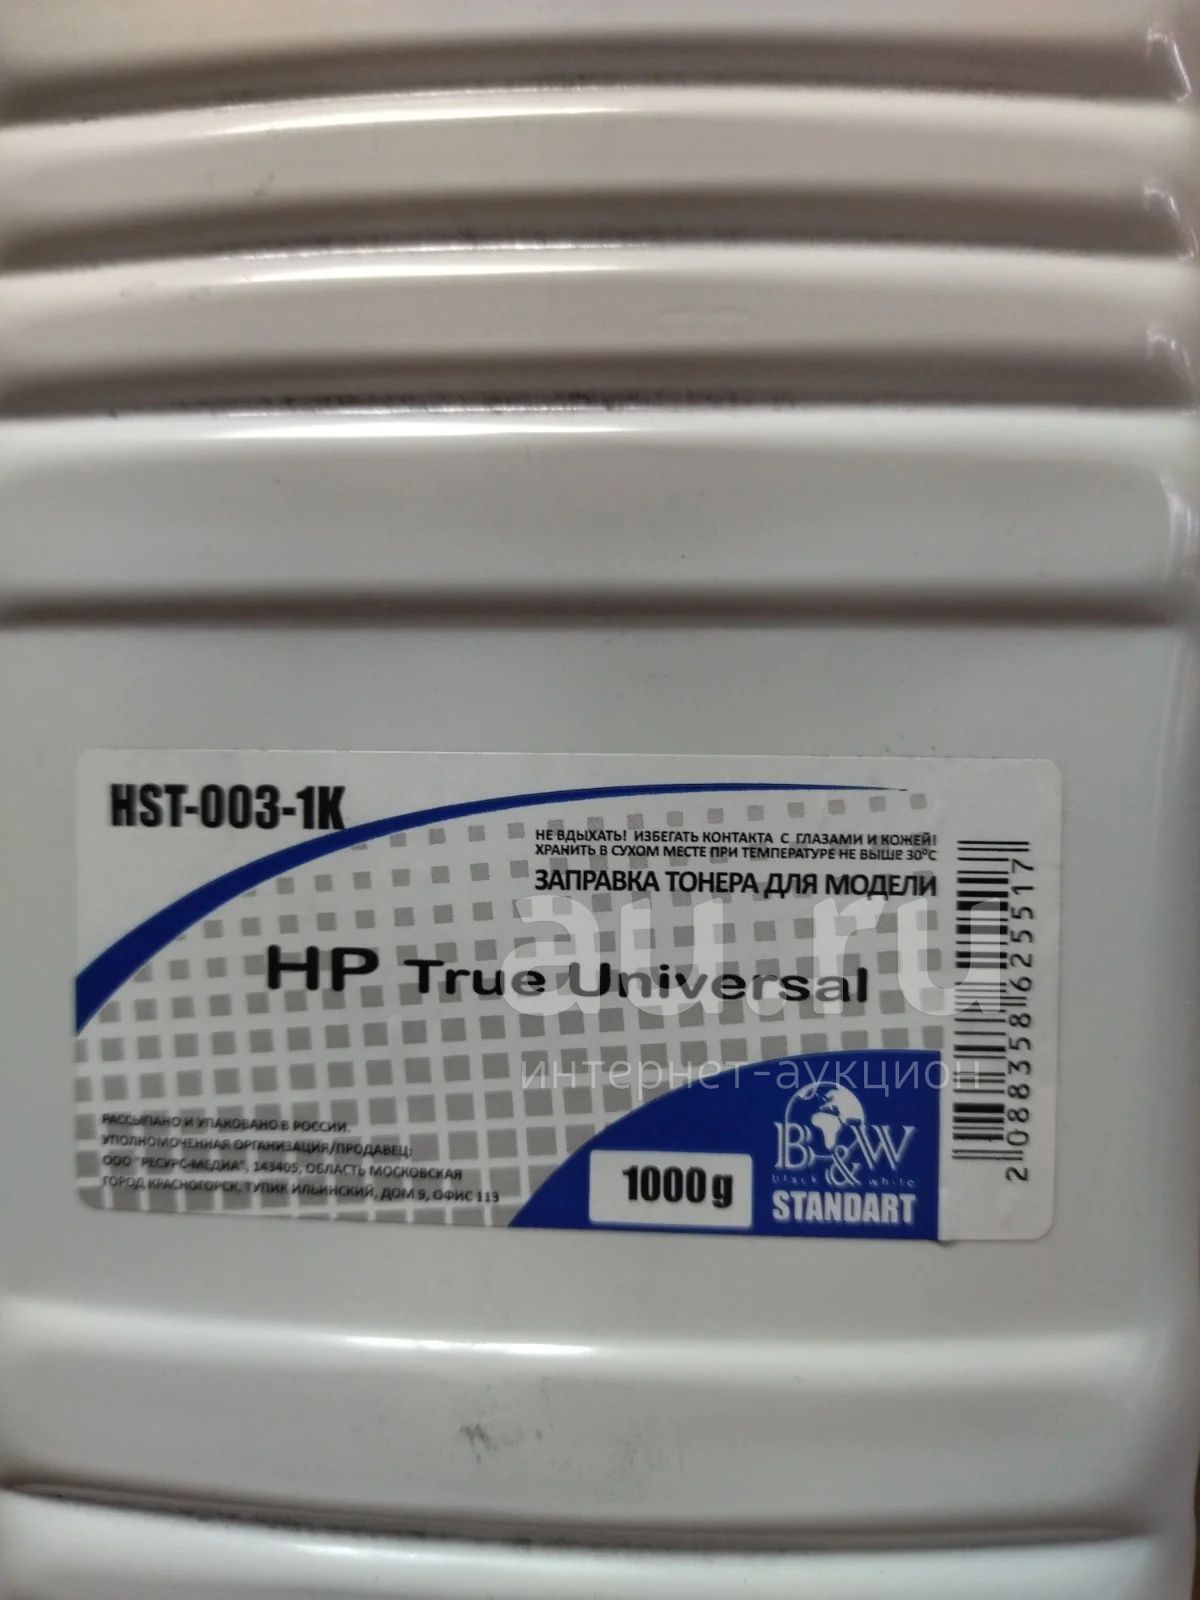 HST-003-1K
НЕ ВДЫХАТЬ! ИЗБЕГАТЬ КОНТАКТА С ГЛАЗАМИ И КОЖЕЙ!
ХРАНИТЬ В СУХОМ МЕСТЕ ПРИ ТЕМПЕРАТУРЕ НЕ ВЫШЕ 30°С
ЗАПРАВКА ТОНЕРА ДЛЯ МОДЕЛИ
HP True Universal
au.ru
интернет-аукцион
РАССЫПАНО И УПАКОВАНО В РОССИИ.
УПОЛНОМОЧЕННАЯ ОРГАНИЗАЦИЯ/ПРОДАВЕЦ:
ООО "РЕСУРС-МЕДИА", 143405, ОБЛАСТЬ МОСКОВСКАЯ
ГОРОД КРАСНОГОРСК, ТУПИК ИЛЬИНСКИЙ, ДОМ 9, ОФИС 113
1000g
B&W
black & white
STANDART
2088358625517